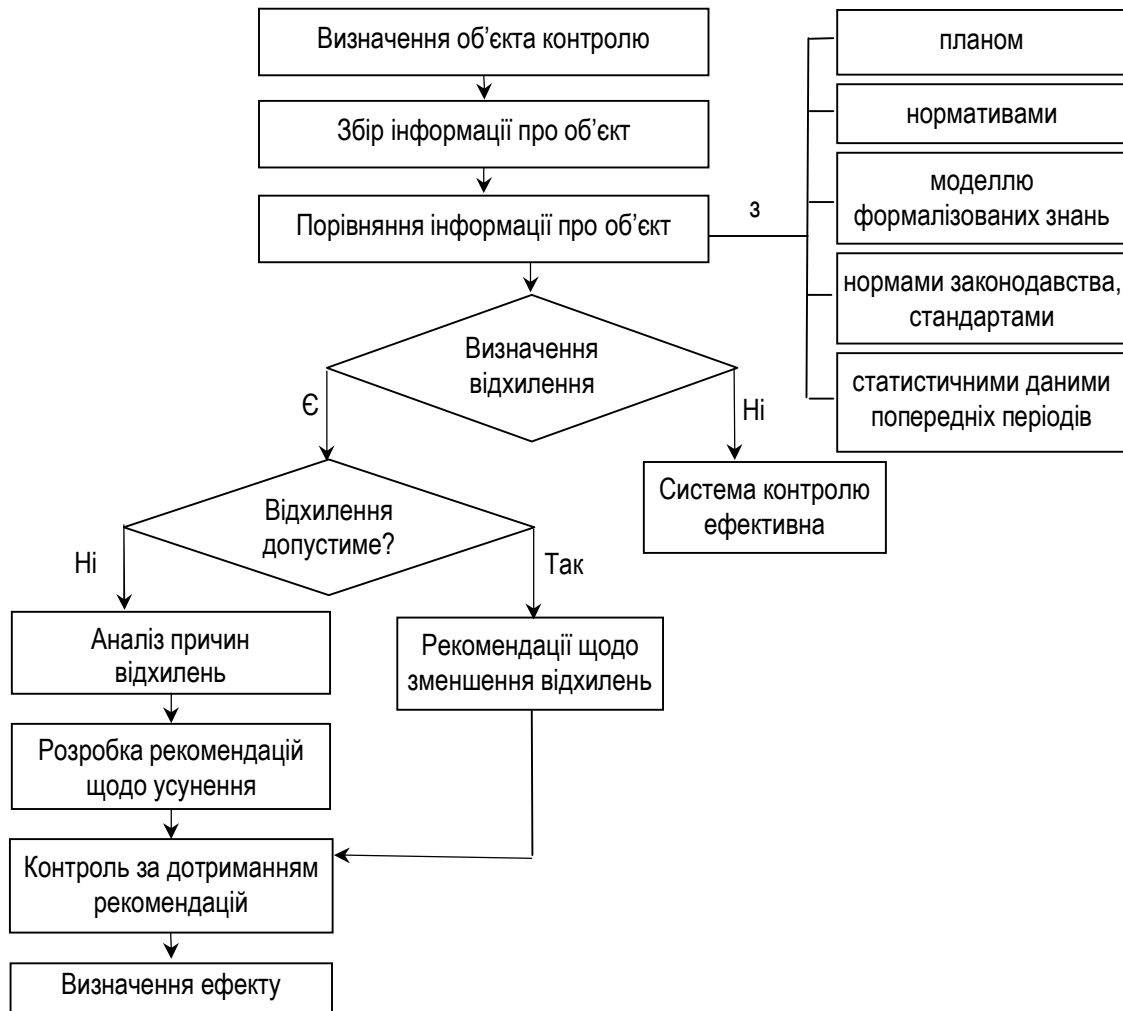 Визначення об’єкта контролю
Збір інформації про об’єкт
Порівняння інформації про об’єкт
з
планом
нормативами
моделлю
формалізованих знань
нормами законодавства,
стандартами
статистичними даними
попередніх періодів
Визначення
відхилення
Є
Ні
Система контролю
ефективна
Відхилення
допустиме?
Ні
Так
Аналіз причин
відхилень
Рекомендації щодо
зменшення відхилень
Розробка рекомендацій
щодо усунення
Контроль за дотриманням
рекомендацій
Визначення ефекту